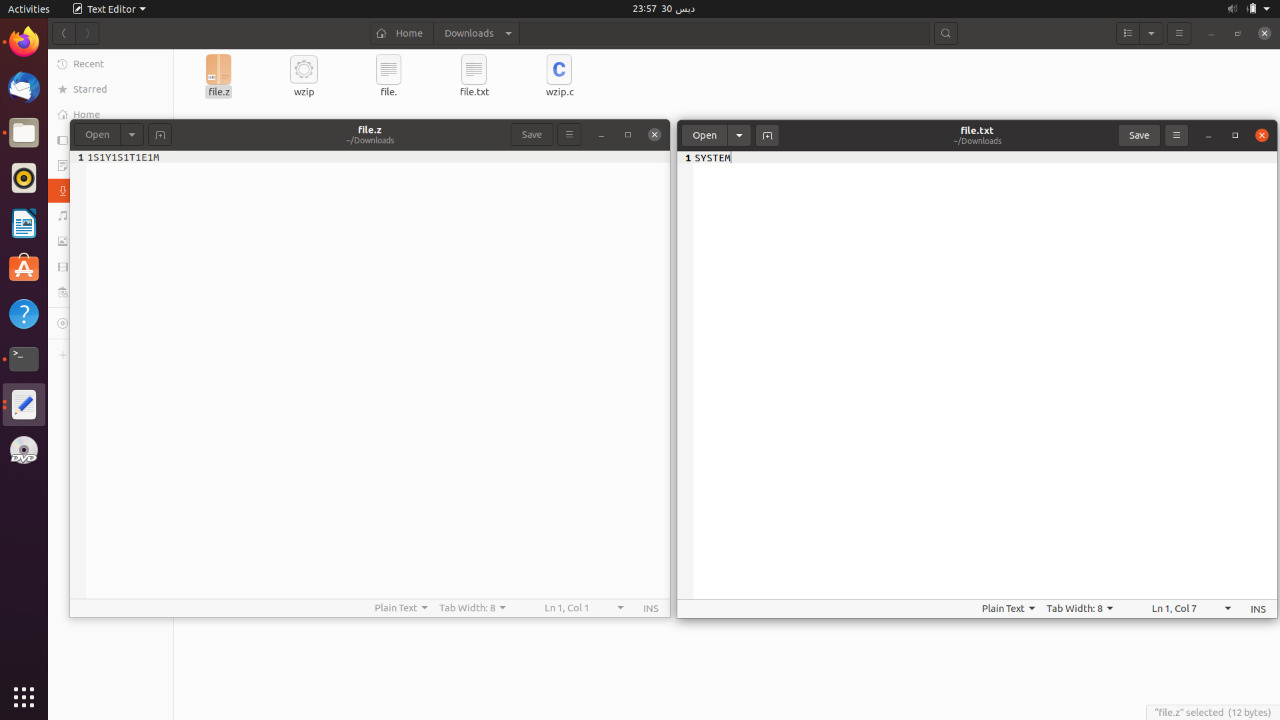 Activities
Text Editor
23:57 30 ديس
Home
Downloads
Recent
Starred
Home
file.z
wzip
file.
file.txt
wzip.c
Open
file.z
~/Downloads
Save
1 1S1Y1S1T1E1M
Plain Text
Tab Width: 8
Ln 1, Col 1
INS
Open
file.txt
~/Downloads
Save
1 SYSTEM
Plain Text
Tab Width: 8
Ln 1, Col 7
INS
"file.z" selected (12 bytes)
DVD